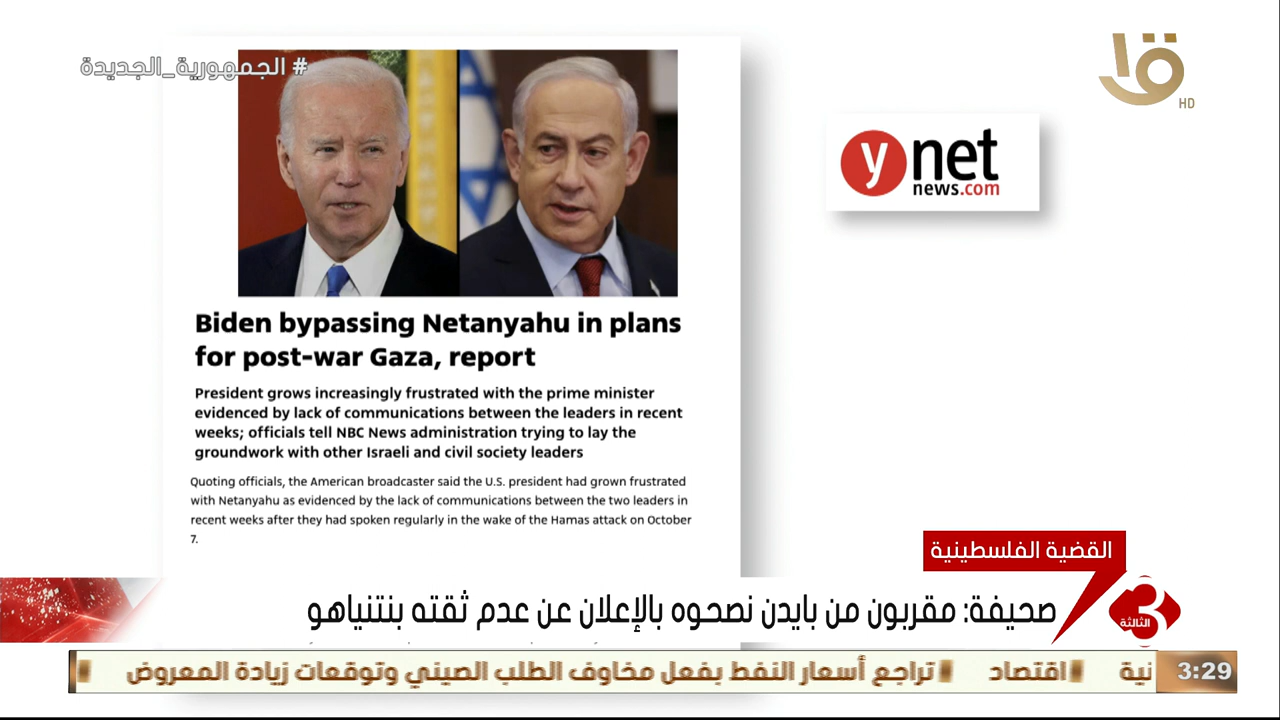 #الجمهورية_الجديدة
HD
y net
news.com
Biden bypassing Netanyahu in plans
for post-war Gaza, report
President grows increasingly frustrated with the prime minister
evidenced by lack of communications between the leaders in recent
weeks; officials tell NBC News administration trying to lay the
groundwork with other Israeli and civil society leaders
Quoting officials, the American broadcaster said the U.S. president had grown frustrated
with Netanyahu as evidenced by the lack of communications between the two leaders in
recent weeks after they had spoken regularly in the wake of the Hamas attack on October
7.
القضية الفلسطينية
صحيفة: مقربون من بايدن نصحوه بالإعلان عن عدم ثقته بنتنياهو
3 الثالثة
نية اقتصاد تراجع أسعار النفط بفعل مخاوف الطلب الصيني وتوقعات زيادة المعروض
3:29